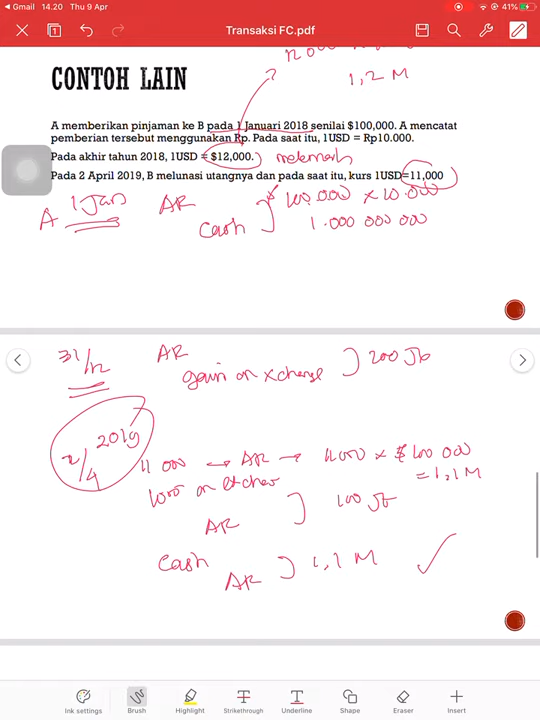 Gmail 14.20 Thu 9 Apr 41%
Transaksi FC.pdf
12 000
1,2 M
CONTOH LAIN
A memberikan pinjaman ke B pada 1 Januari 2018 senilai $100,000. A mencatat
pemberian tersebut menggunakan Rp. Pada saat itu, 1USD = Rp10.000.
Pada akhir tahun 2018, 1USD = $12,000. melemah
Pada 2 April 2019, B melunasi utangnya dan pada saat itu, kurs 1USD=11,000
A 1 Jan AR 100.000 x 10.000
Cash 1.000 000 000
31/12 AR 200 Jt
gain on xchange
2/4 2019
11 000 → AR → 11.000 x $ 100 000
= 1,1 M
loss on
AR 100 Jt
Cash
AR 1,1 M
Ink settings Brush Highlight Strikethrough Underline Shape Eraser Insert